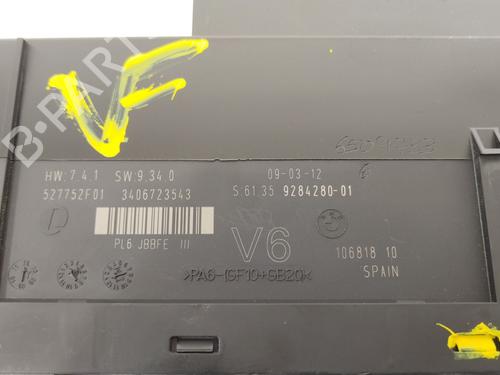 VF
B-PARTS
HW:7.4.1 SW:9.34.0 09-03-12
527752F01 3406723543 S:61.35 9284280-01
PL6 JBBFE III
V6
106818 10
SPAIN
>PA6-(GF10+GB20)<